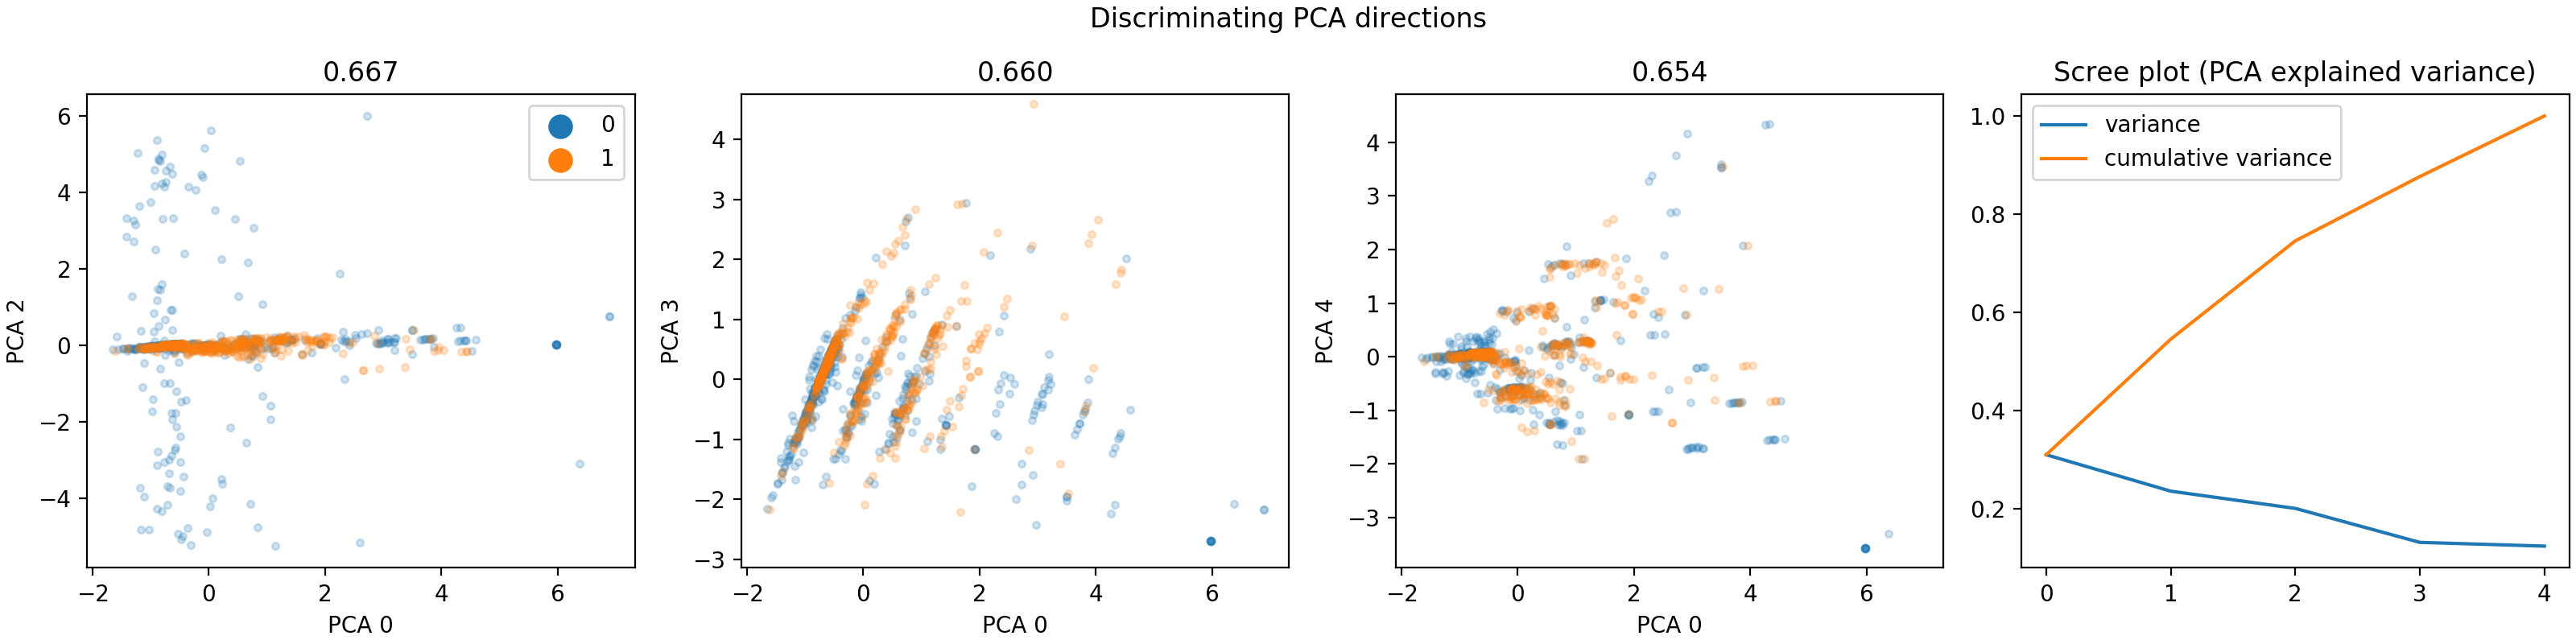 Discriminating PCA directions
0.667
6
4
2
0
−2
−4
−2 0 2 4 6
PCA 2
PCA 0
0
1
0.660
4
3
2
1
0
−1
−2
−3
−2 0 2 4 6
PCA 3
PCA 0
0.654
4
3
2
1
0
−1
−2
−3
−2 0 2 4 6
PCA 4
PCA 0
Scree plot (PCA explained variance)
1.0
0.8
0.6
0.4
0.2
0 1 2 3 4
variance
cumulative variance